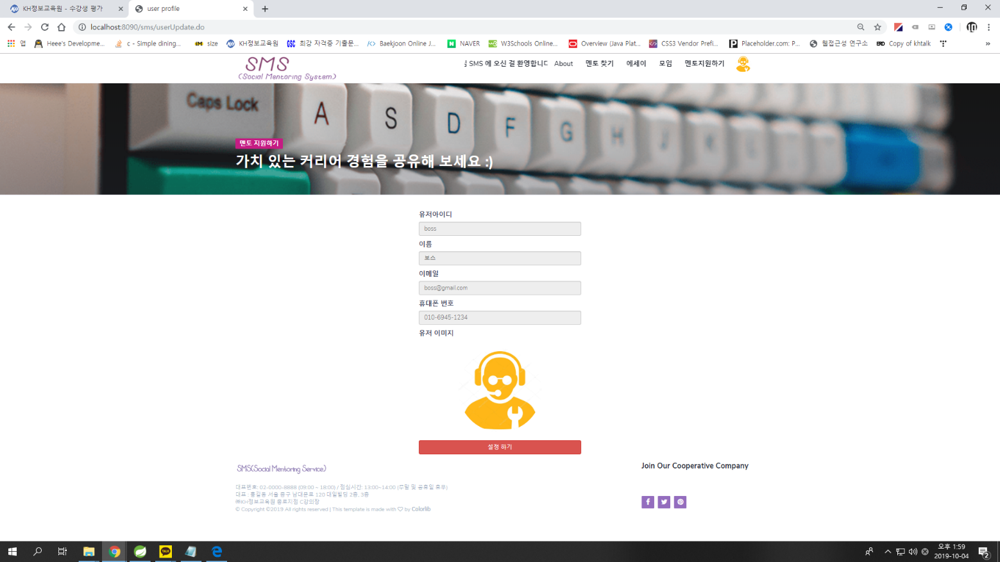 KH정보교육원 - 수강생 평가
user profile
localhost:8090/sms/userUpdate.do
앱
Heee's Developme...
c - Simple dining...
size
KH정보교육원
최강 자격증 기출문...
Baekjoon Online J...
NAVER
W3Schools Online...
Overview (Java Plat...
CSS3 Vendor Prefi...
Placeholder.com: P...
웹접근성 연구소
Copy of khtalk
SMS
(Social Mentoring System)
SMS 에 오신 걸 환영합니다
About
멘토 찾기
에세이
모임
멘토지원하기
Caps Lock
A
S
D
F
G
H
J
멘토 지원하기
가치 있는 커리어 경험을 공유해 보세요 :)
유저아이디
boss
이름
보스
이메일
boss@gmail.com
휴대폰 번호
010-6945-1234
유저 이미지
설정 하기
SMS(Social Mentoring Service)
Join Our Cooperative Company
대표번호: 02-0000-8888 (09:00 ~ 18:00) / 점심시간: 13:00~14:00 (주말 및 공휴일 휴무)
대표 : 홍길동 서울 중구 남대문로 120 대일빌딩 2층, 3층
㈜KH정보교육원 종로지점 C강의장
© Copyright ©2019 All rights reserved | This template is made with ♡ by Colorlib
TALK
오후 1:59
2019-10-04
2